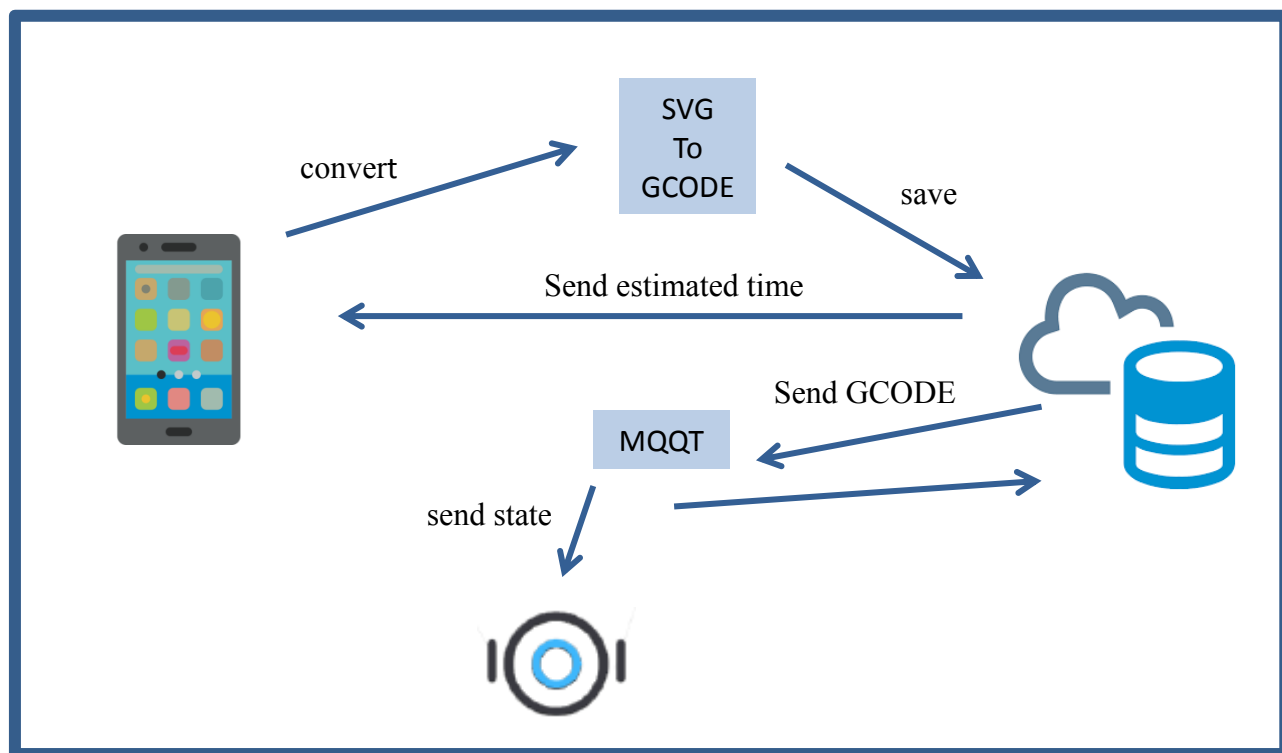 SVG
To
GCODE
convert
save
Send estimated time
Send GCODE
MQQT
send state